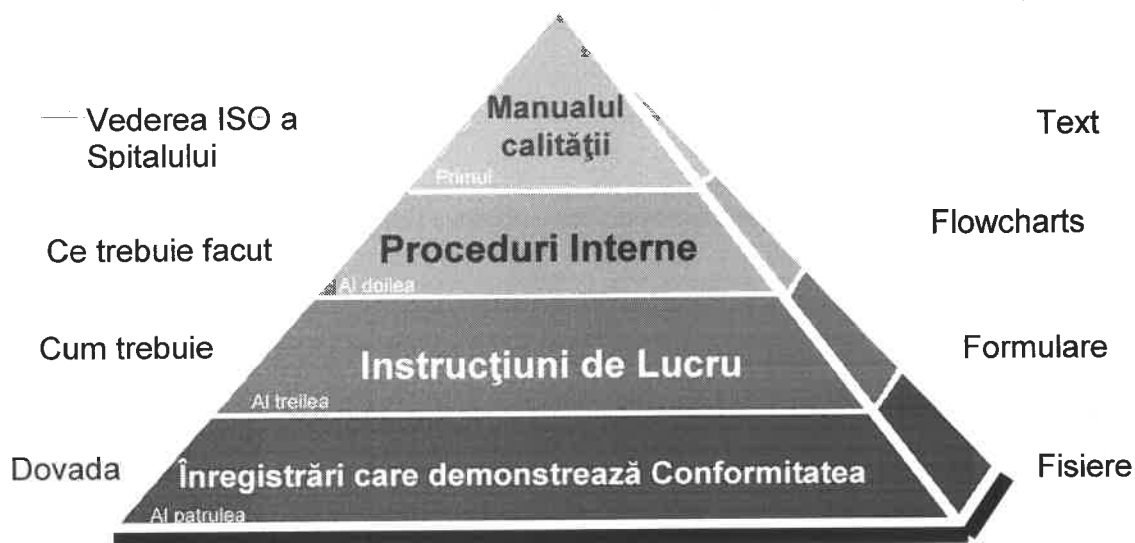 Manualul
calităţii
Vederea ISO a
Spitalului
Text
Primul
Proceduri Interne
Ce trebuie facut
Flowcharts
Al doilea
Cum trebuie
Instrucţiuni de Lucru
Formulare
Al treilea
Dovada
Înregistrări care demonstrează Conformitatea
Fisiere
Al patrulea